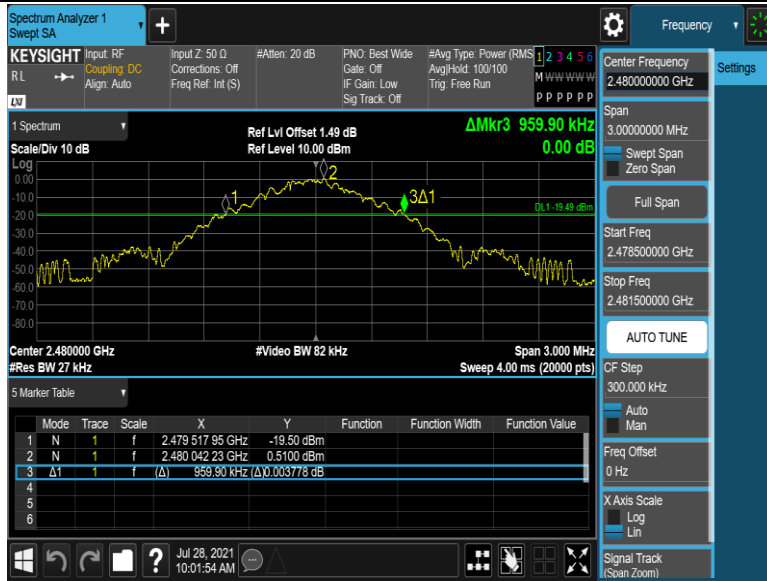 Spectrum Analyzer 1
Swept SA
Frequency
KEYSIGHT
RL
LXI
Input: RF
Coupling: DC
Align: Auto
Input Z: 50 Ω
Corrections: Off
Freq Ref: Int (S)
#Atten: 20 dB
PNO: Best Wide
Gate: Off
IF Gain: Low
Sig Track: Off
#Avg Type: Power (RMS
Avg|Hold: 100/100
Trig: Free Run
1 2 3 4 5 6
M W W W W W
P P P P P P
1 Spectrum
Scale/Div 10 dB
Ref Lvl Offset 1.49 dB
Ref Level 10.00 dBm
ΔMkr3 959.90 kHz
0.00 dB
Log
0.00
-10.0
-20.0
-30.0
-40.0
-50.0
-60.0
-70.0
-80.0
1
2
3Δ1
DL1 -19.49 dBm
Center 2.480000 GHz
#Res BW 27 kHz
#Video BW 82 kHz
Span 3.000 MHz
Sweep 4.00 ms (20000 pts)
5 Marker Table
Mode Trace Scale X Y Function Function Width Function Value
1 N 1 f 2.479 517 95 GHz -19.50 dBm
2 N 1 f 2.480 042 23 GHz 0.5100 dBm
3 Δ1 1 f (Δ) 959.90 kHz (Δ)0.003778 dB
4
5
6
?
Jul 28, 2021
10:01:54 AM
Center Frequency
2.480000000 GHz
Settings
Span
3.00000000 MHz
Swept Span
Zero Span
Full Span
Start Freq
2.478500000 GHz
Stop Freq
2.481500000 GHz
AUTO TUNE
CF Step
300.000 kHz
Auto
Man
Freq Offset
0 Hz
X Axis Scale
Log
Lin
Signal Track
(Span Zoom)